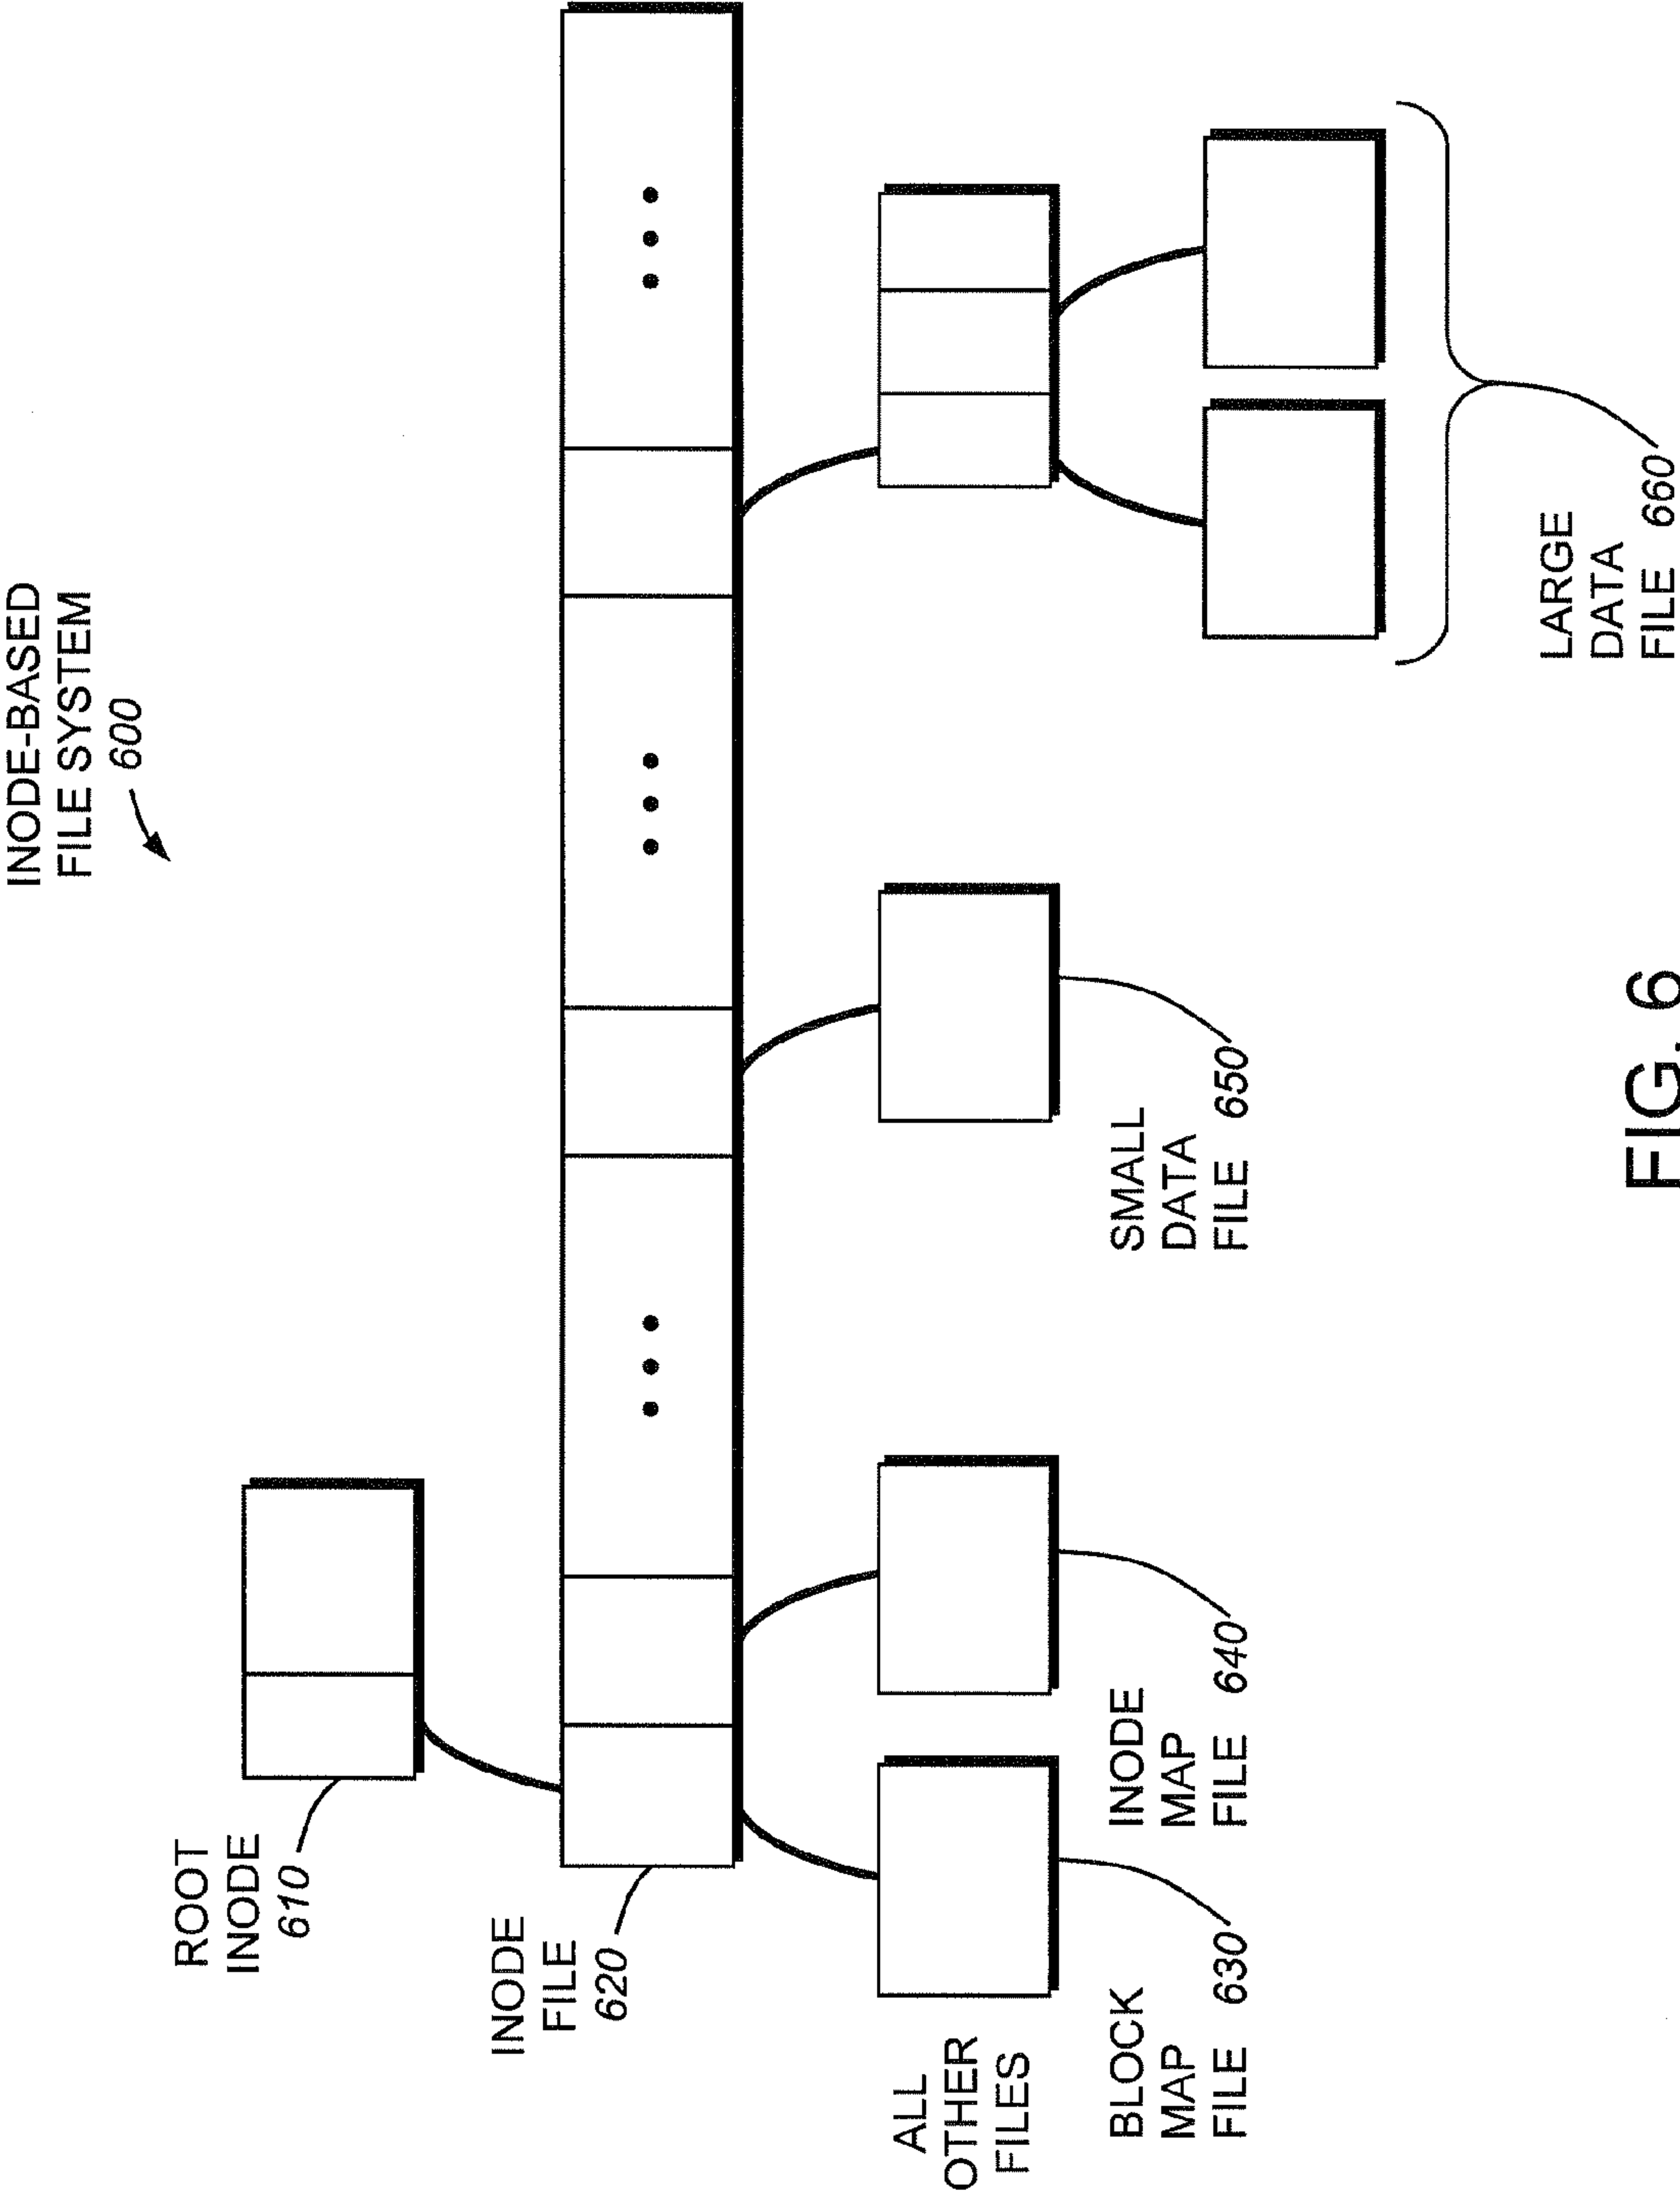 INODE-BASED
FILE SYSTEM
600
ROOT
INODE
610
INODE
FILE
620
ALL
OTHER
FILES
BLOCK
MAP
FILE 630
INODE
MAP
FILE 640
SMALL
DATA
FILE 650
LARGE
DATA
FILE 660
FIG. 6